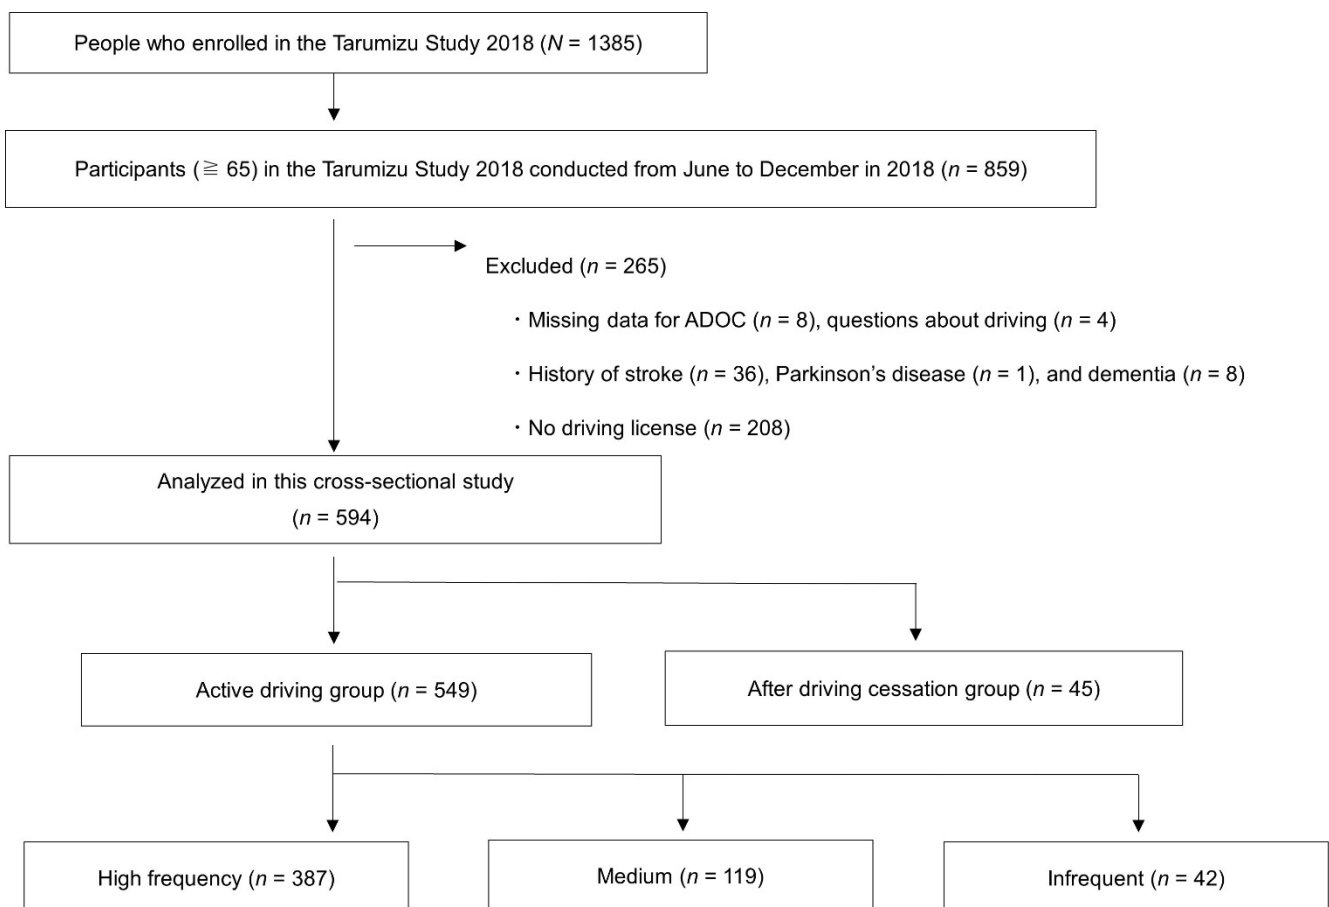 People who enrolled in the Tarumizu Study 2018 (N = 1385)
Participants (≧ 65) in the Tarumizu Study 2018 conducted from June to December in 2018 (n = 859)
Excluded (n = 265)
・Missing data for ADOC (n = 8), questions about driving (n = 4)
・History of stroke (n = 36), Parkinson’s disease (n = 1), and dementia (n = 8)
・No driving license (n = 208)
Analyzed in this cross-sectional study
(n = 594)
Active driving group (n = 549)
After driving cessation group (n = 45)
High frequency (n = 387)
Medium (n = 119)
Infrequent (n = 42)